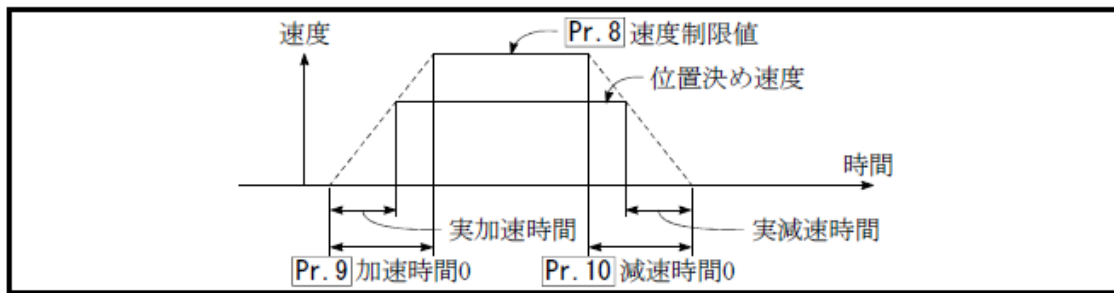 Pr.8 速度制限値
速度
位置決め速度
時間
実加速時間
実減速時間
Pr.9 加速時間0
Pr.10 減速時間0